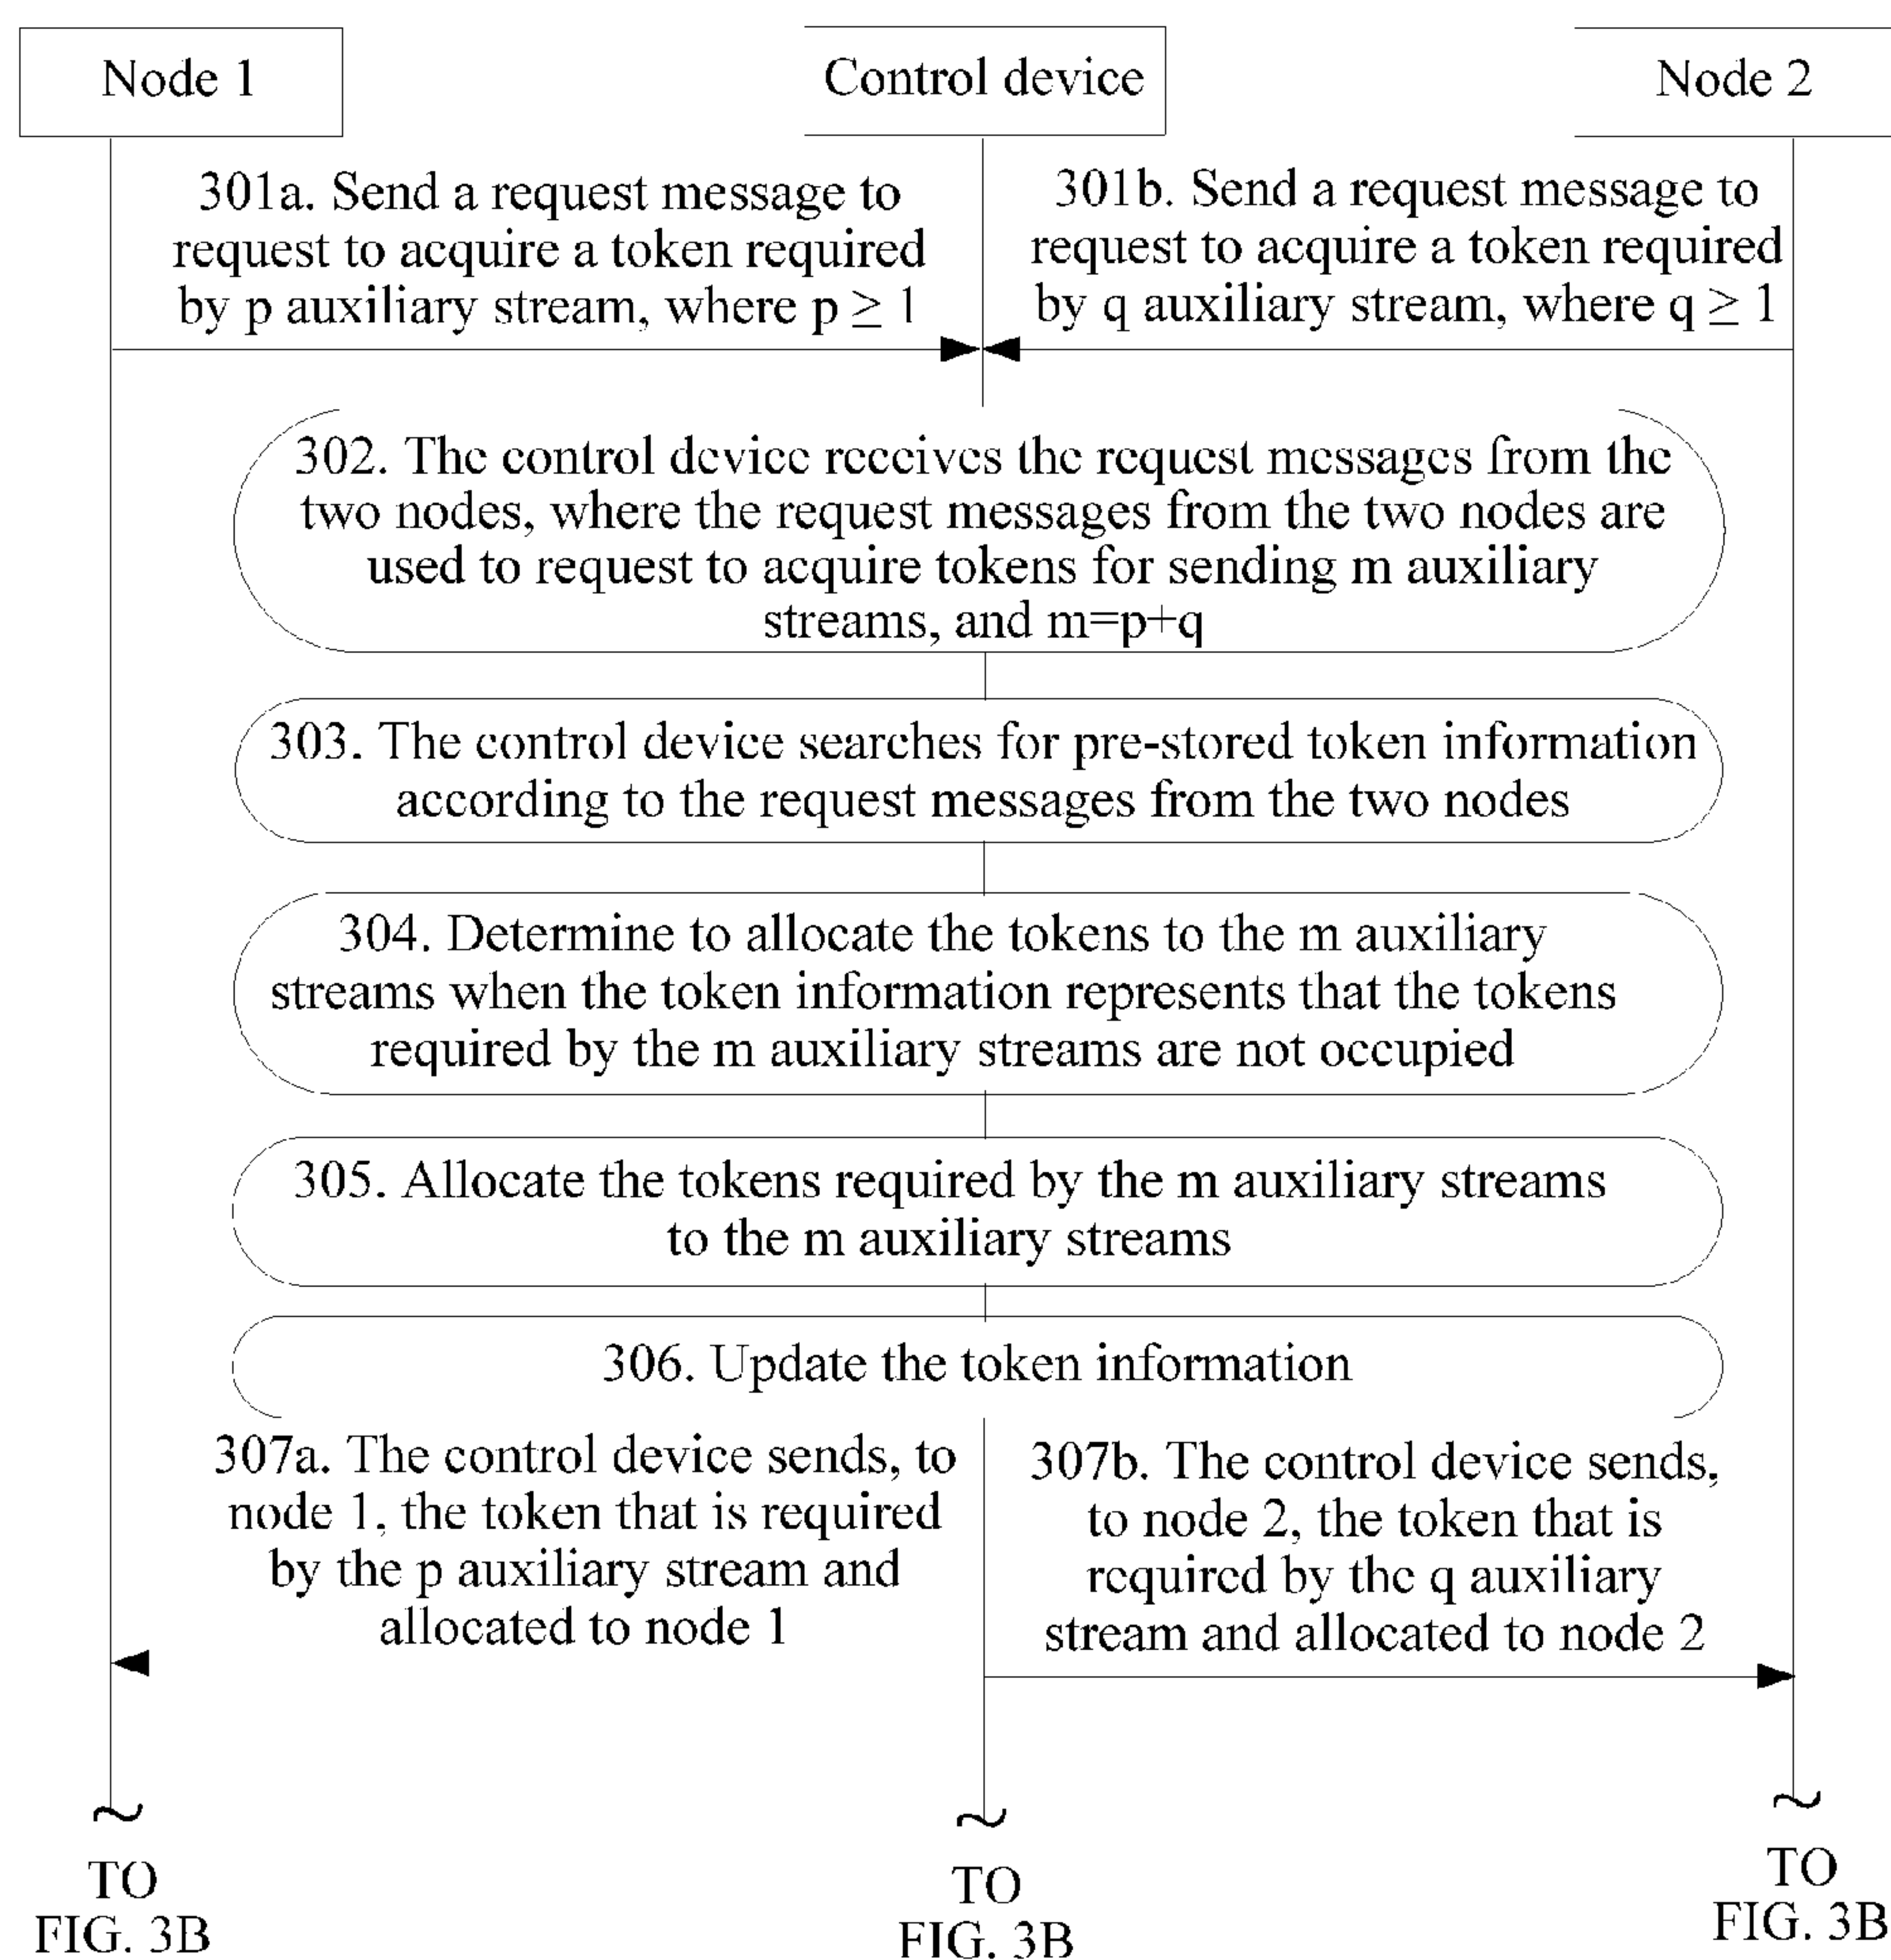 Node 1
Control device
Node 2
301a. Send a request message to
request to acquire a token required
by p auxiliary stream, where p ≥ 1
301b. Send a request message to
request to acquire a token required
by q auxiliary stream, where q ≥ 1
302. The control device receives the request messages from the
two nodes, where the request messages from the two nodes are
used to request to acquire tokens for sending m auxiliary
streams, and m=p+q
303. The control device searches for pre-stored token information
according to the request messages from the two nodes
304. Determine to allocate the tokens to the m auxiliary
streams when the token information represents that the tokens
required by the m auxiliary streams are not occupied
305. Allocate the tokens required by the m auxiliary streams
to the m auxiliary streams
306. Update the token information
307a. The control device sends, to
node 1, the token that is required
by the p auxiliary stream and
allocated to node 1
307b. The control device sends,
to node 2, the token that is
required by the q auxiliary
stream and allocated to node 2
~
~
~
TO
FIG. 3B
TO
FIG. 3B
TO
FIG. 3B